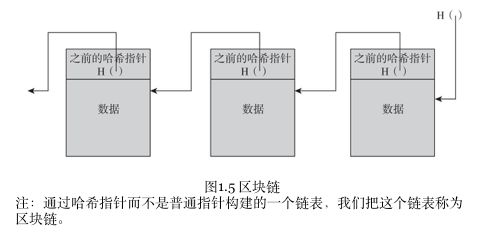 H( )
之前的哈希指针 之前的哈希指针 之前的哈希指针
H( ) H( ) H( )
数据 数据 数据
图1.5 区块链
注：通过哈希指针而不是普通指针构建的一个链表，我们把这个链表称为
区块链。